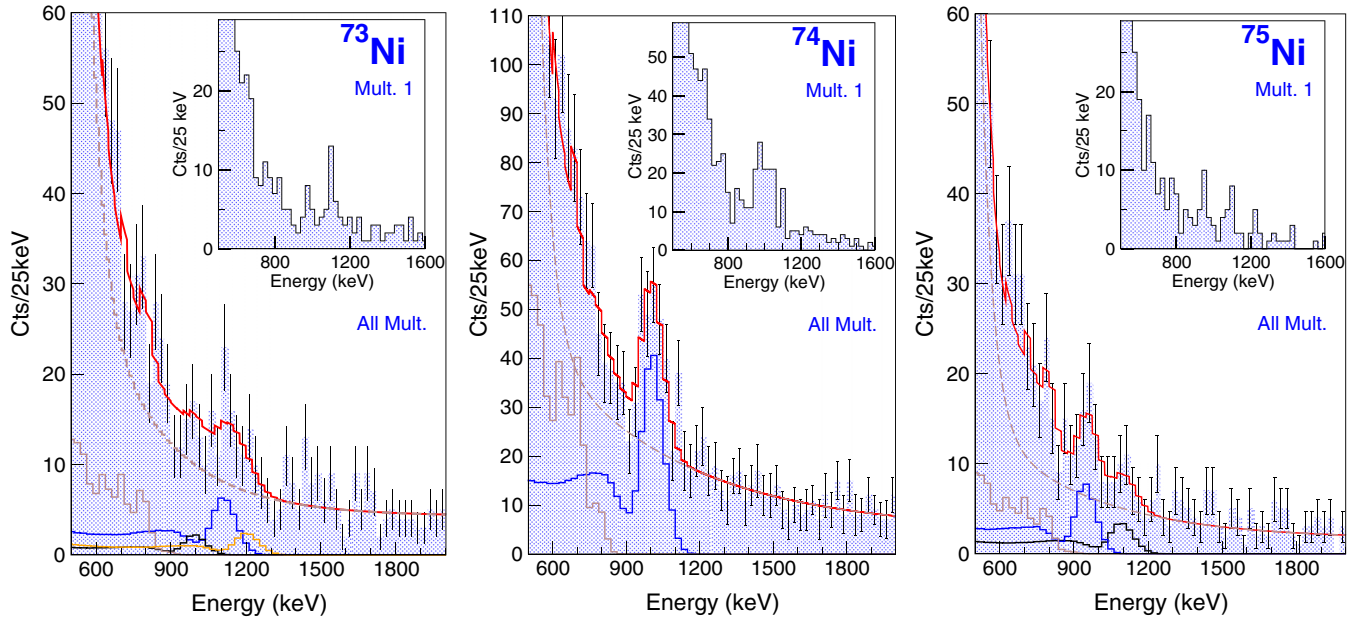 60
50
40
30
20
10
0
Cts/25keV
600 900 1200 1500 1800
Energy (keV)
73Ni
Mult. 1
20
10
0
Cts/25 keV
800 1200 1600
Energy (keV)
All Mult.
110
100
90
80
70
60
50
40
30
20
10
0
Cts/25keV
600 900 1200 1500 1800
Energy (keV)
74Ni
Mult. 1
50
40
30
20
10
0
Cts/25 keV
800 1200 1600
Energy (keV)
All Mult.
60
50
40
30
20
10
0
Cts/25keV
600 900 1200 1500 1800
Energy (keV)
75Ni
Mult. 1
20
10
0
Cts/25 keV
800 1200 1600
Energy (keV)
All Mult.